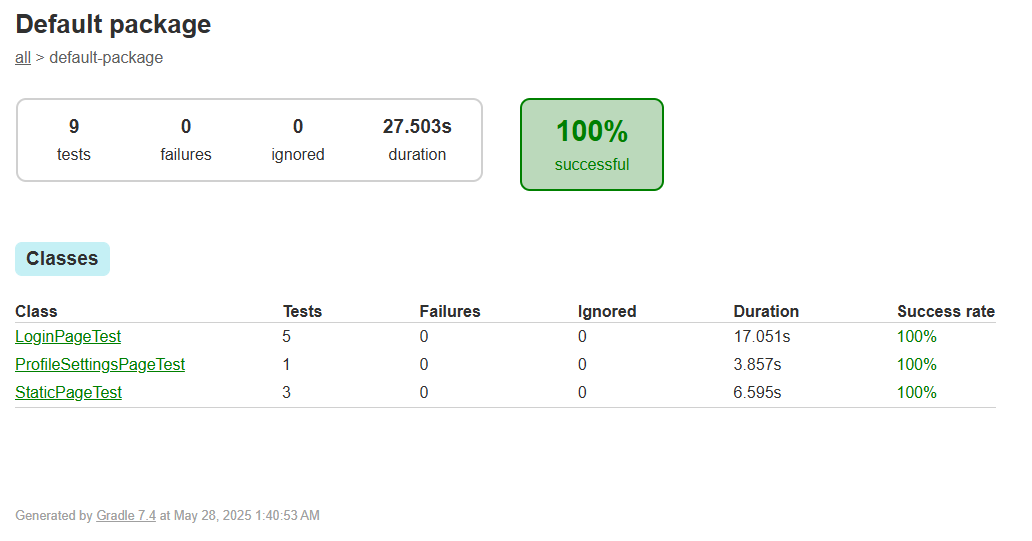 Default package
all > default-package
9 0 0 27.503s
tests failures ignored duration
100%
successful
Classes
Class Tests Failures Ignored Duration Success rate
LoginPageTest 5 0 0 17.051s 100%
ProfileSettingsPageTest 1 0 0 3.857s 100%
StaticPageTest 3 0 0 6.595s 100%
Generated by Gradle 7.4 at May 28, 2025 1:40:53 AM